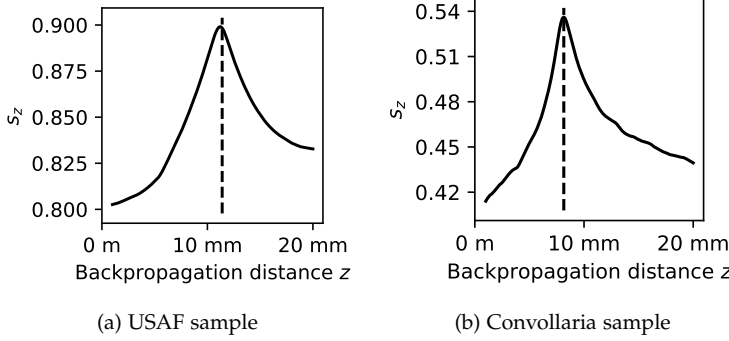 0.900
0.875
0.850
0.825
0.800
s_z
0 m 10 mm 20 mm
Backpropagation distance z
(a) USAF sample
0.54
0.51
0.48
0.45
0.42
s_z
0 m 10 mm 20 mm
Backpropagation distance z
(b) Convollaria sample